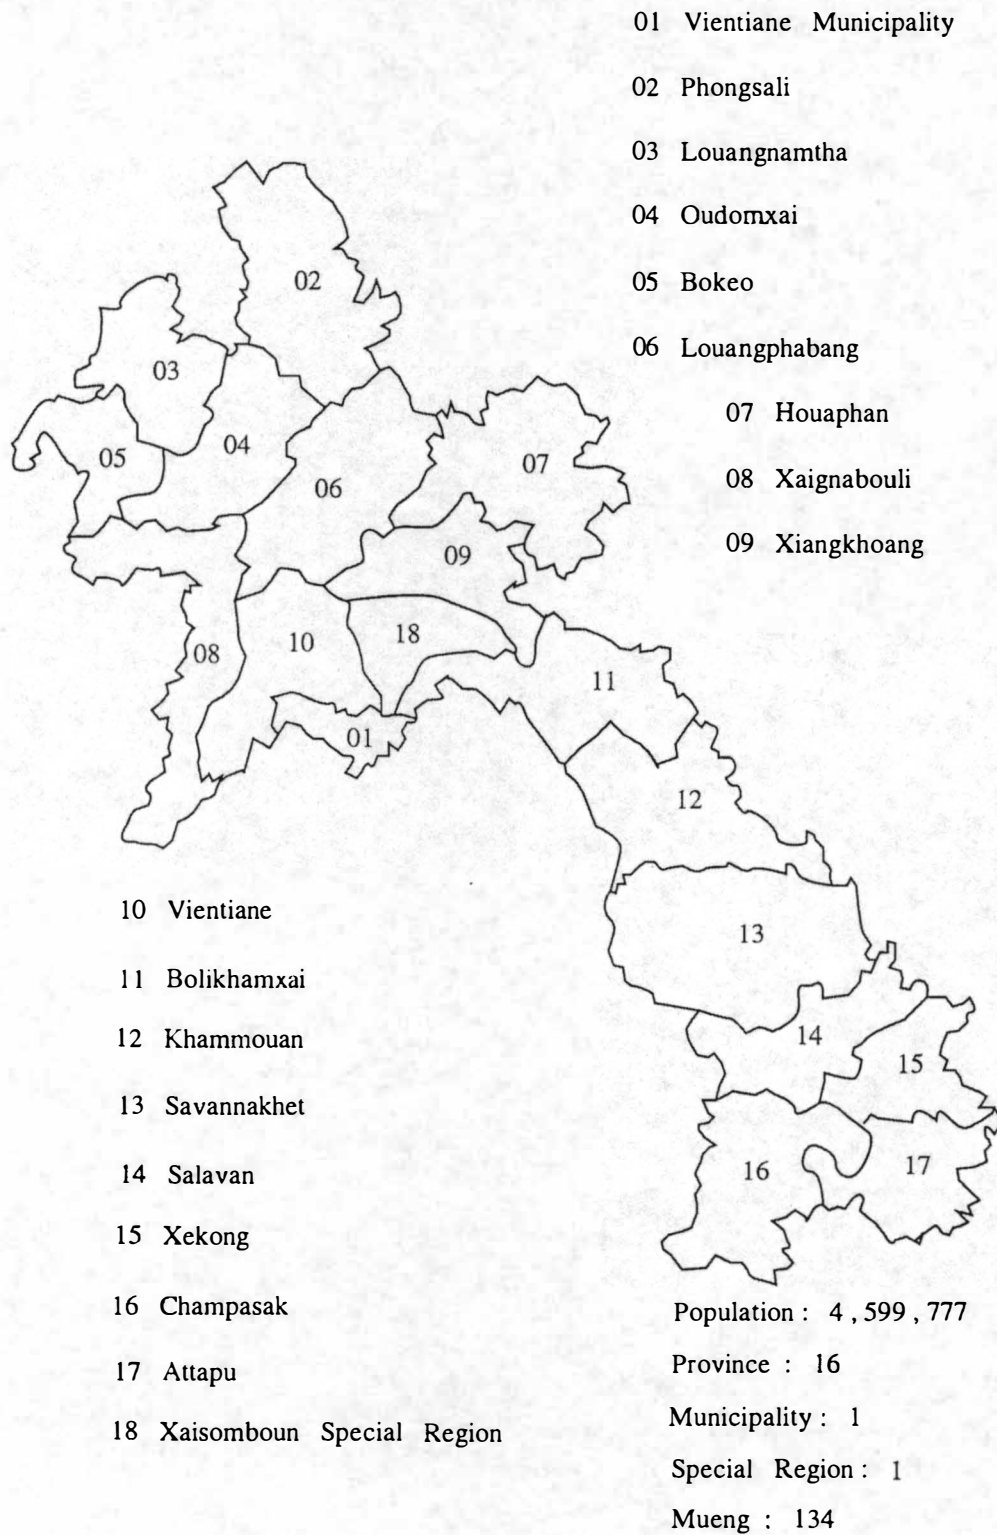 01 Vientiane Municipality
02 Phongsali
03 Louangnamtha
04 Oudomxai
05 Bokeo
06 Louangphabang
07 Houaphan
08 Xaignabouli
09 Xiangkhoang
02
03
04
05
06
07
09
10
18
08
11
01
12
13
14
15
16
17
10 Vientiane
11 Bolikhamxai
12 Khammouan
13 Savannakhet
14 Salavan
15 Xekong
16 Champasak
17 Attapu
18 Xaisomboun Special Region
Population : 4 , 599 , 777
Province : 16
Municipality : 1
Special Region : 1
Mueng : 134